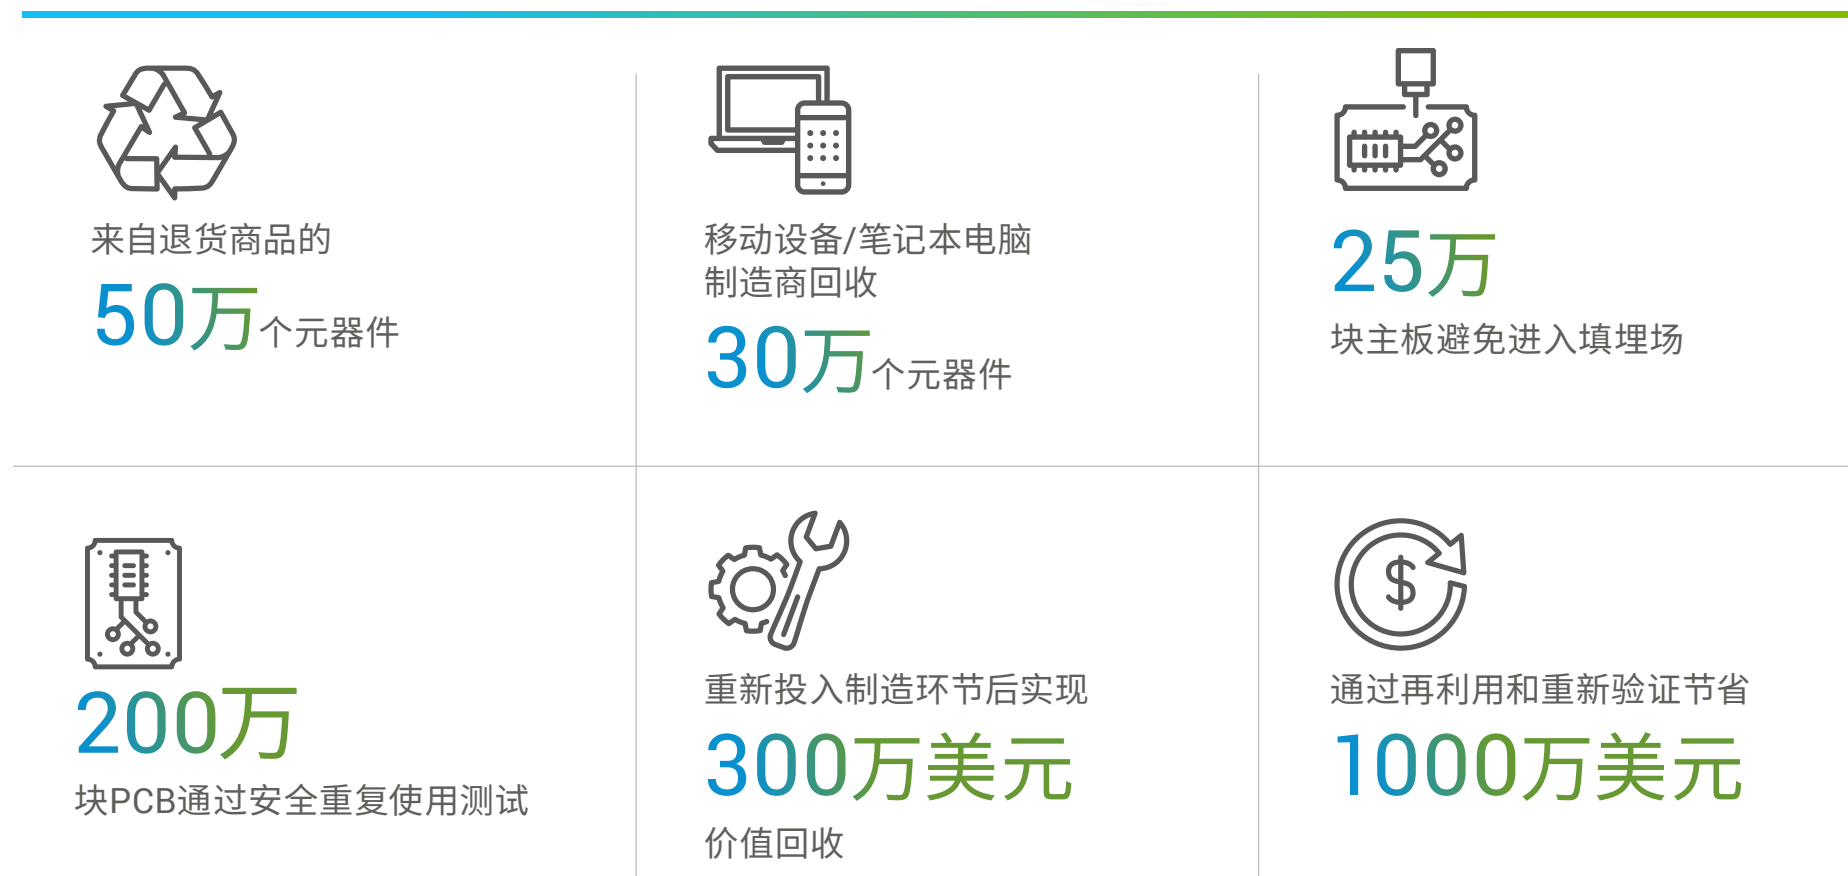 来自退货商品的
50万个元器件
移动设备/笔记本电脑
制造商回收
30万个元器件
25万
块主板避免进入填埋场
200万
块PCB通过安全重复使用测试
重新投入制造环节后实现
300万美元
价值回收
$
通过再利用和重新验证节省
1000万美元